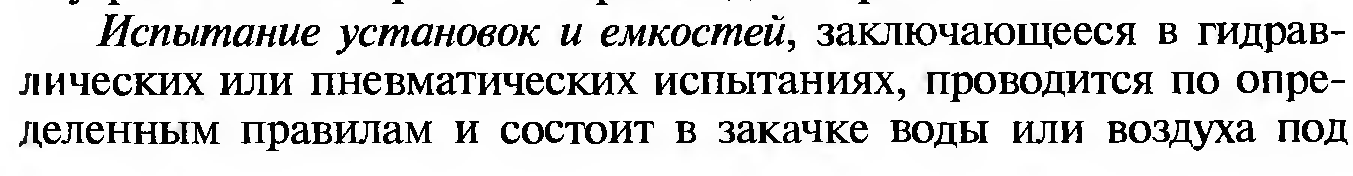 Испытание установок и емкостей, заключающееся в гидрав-
лических или пневматических испытаниях, проводится по опре-
деленным правилам и состоит в закачке воды или воздуха под